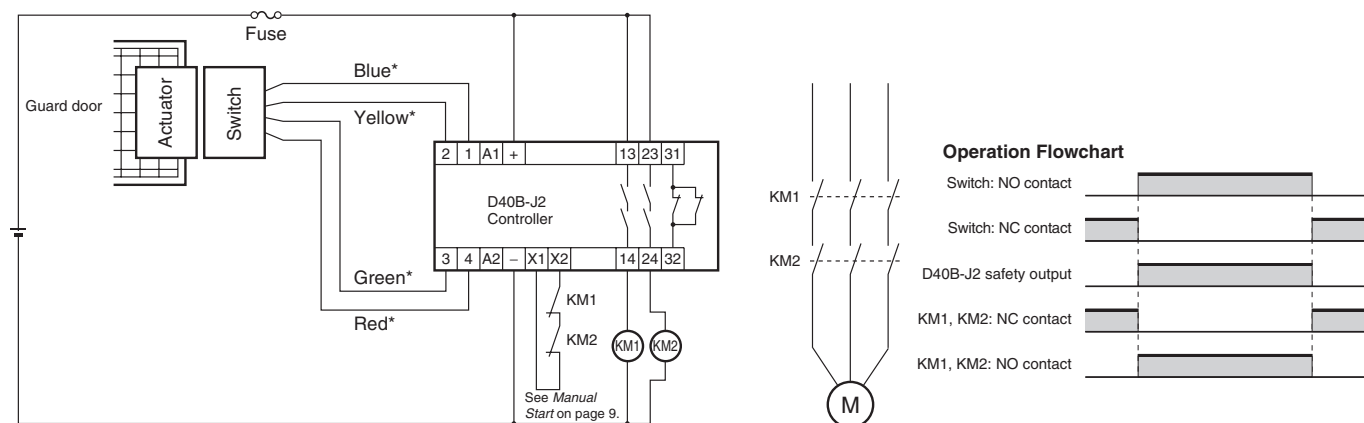 Fuse
Guard door
Actuator
Switch
Blue*
Yellow*
2 1 A1 + 13 23 31
D40B-J2
Controller
3 4 A2 − X1 X2 14 24 32
Green*
Red*
KM1
KM2
KM1
KM2
See Manual
Start on page 9.
KM1
KM2
M
Operation Flowchart
Switch: NO contact
Switch: NC contact
D40B-J2 safety output
KM1, KM2: NC contact
KM1, KM2: NO contact